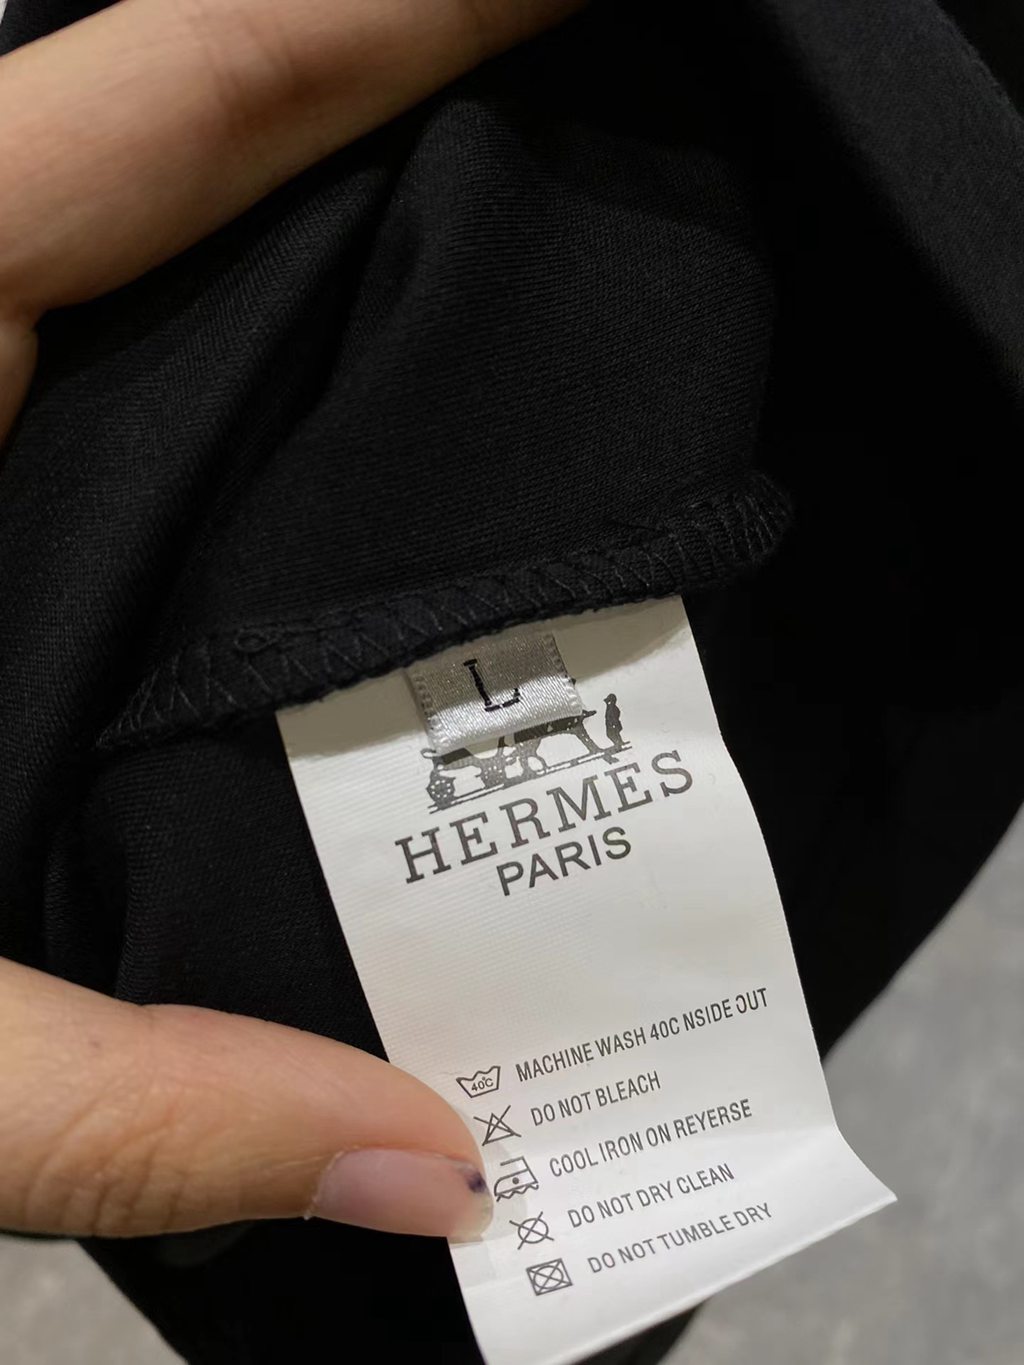 L
HERMES
PARIS
MACHINE WASH 40C NSIDE OUT
40°C
DO NOT BLEACH
COOL IRON ON REYERSE
DO NOT DRY CLEAN
DO NOT TUMBLE DRY